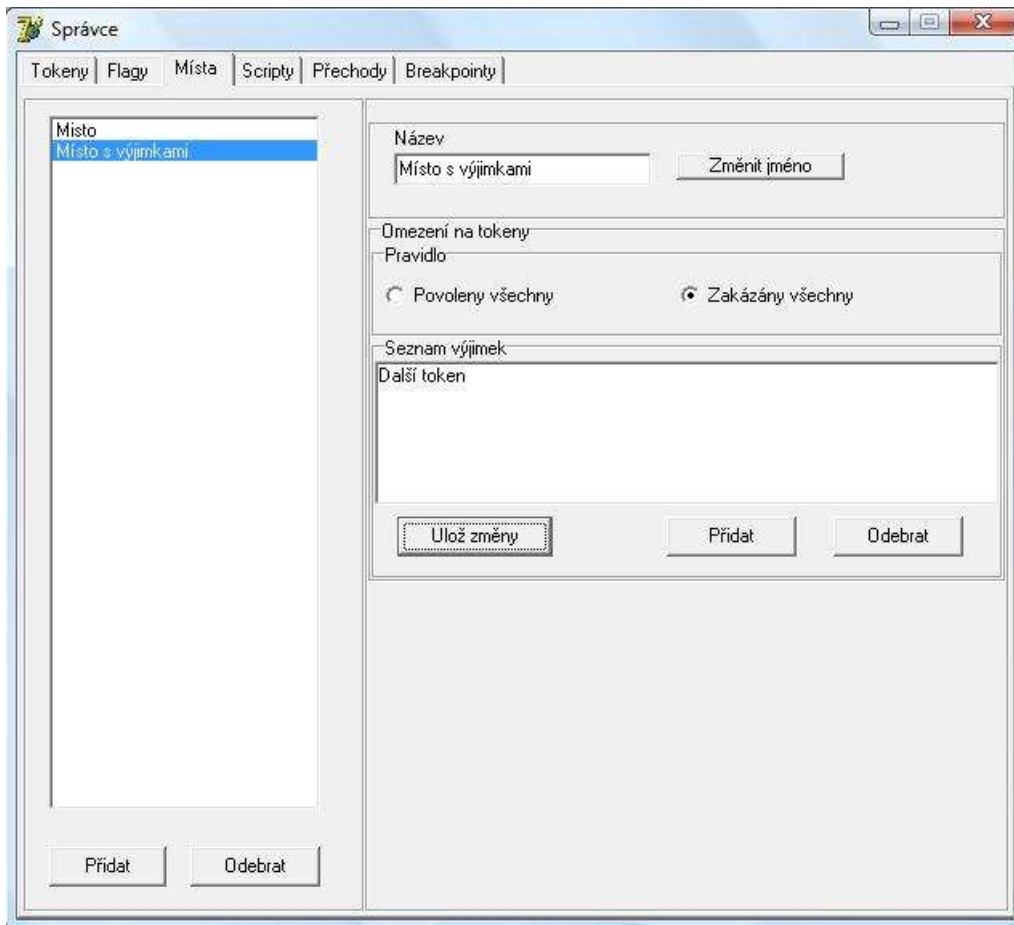 Správce
Tokeny Flagy Místa Scripty Přechody Breakpointy
Misto
Místo s výjimkami
Název
Místo s výjimkami Změnit jméno
Omezení na tokeny
Pravidlo
Povoleny všechny Zakázány všechny
Seznam výjimek
Další token
Ulož změny Přidat Odebrat
Přidat Odebrat